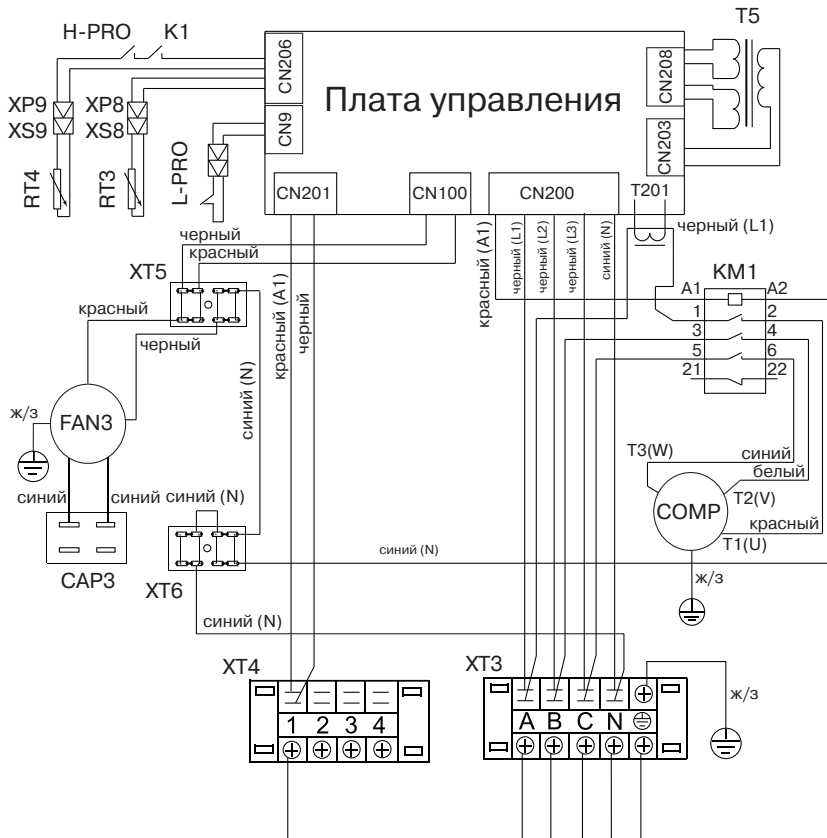 H-PRO K1
T5
CN206
CN208
XP9
XS9
XP8
XS8
CN9
Плата управления
CN203
RT4
RT3
L-PRO
CN201
CN100
CN200
T201
черный
красный
красный (A1)
черный (L1)
черный (L2)
черный (L3)
синий (N)
черный (L1)
XT5
KM1
A1
A2
1
2
3
4
5
6
21
22
красный
черный
красный (A1)
черный
синий (N)
ж/з
FAN3
синий
синий
синий (N)
CAP3
XT6
синий (N)
синий (N)
T3(W)
синий
белый
COMP
T2(V)
красный
T1(U)
ж/з
XT4
XT3
ж/з
1 2 3 4
A B C N